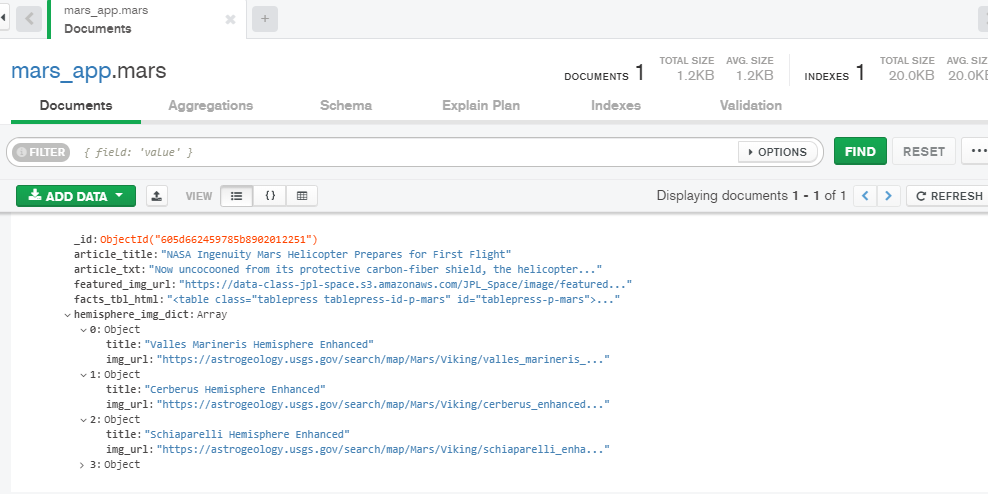 mars_app.mars
Documents
mars_app.mars
DOCUMENTS 1 TOTAL SIZE 1.2KB AVG. SIZE 1.2KB INDEXES 1 TOTAL SIZE 20.0KB AVG. SIZE 20.0KB
Documents Aggregations Schema Explain Plan Indexes Validation
FILTER { field: 'value' } OPTIONS FIND RESET ...
ADD DATA VIEW { } Displaying documents 1 - 1 of 1 < > REFRESH
_id:ObjectId("605d662459785b8902012251")
article_title:"NASA Ingenuity Mars Helicopter Prepares for First Flight"
article_txt:"Now uncocooned from its protective carbon-fiber shield, the helicopter..."
featured_img_url:"https://data-class-jpl-space.s3.amazonaws.com/JPL_Space/image/featured..."
facts_tbl_html:"<table class="tablepress tablepress-id-p-mars" id="tablepress-p-mars">..."
hemisphere_img_dict:Array
0:Object
title:"Valles Marineris Hemisphere Enhanced"
img_url:"https://astrogeology.usgs.gov/search/map/Mars/Viking/valles_marineris_..."
1:Object
title:"Cerberus Hemisphere Enhanced"
img_url:"https://astrogeology.usgs.gov/search/map/Mars/Viking/cerberus_enhanced..."
2:Object
title:"Schiaparelli Hemisphere Enhanced"
img_url:"https://astrogeology.usgs.gov/search/map/Mars/Viking/schiaparelli_enha..."
3:Object